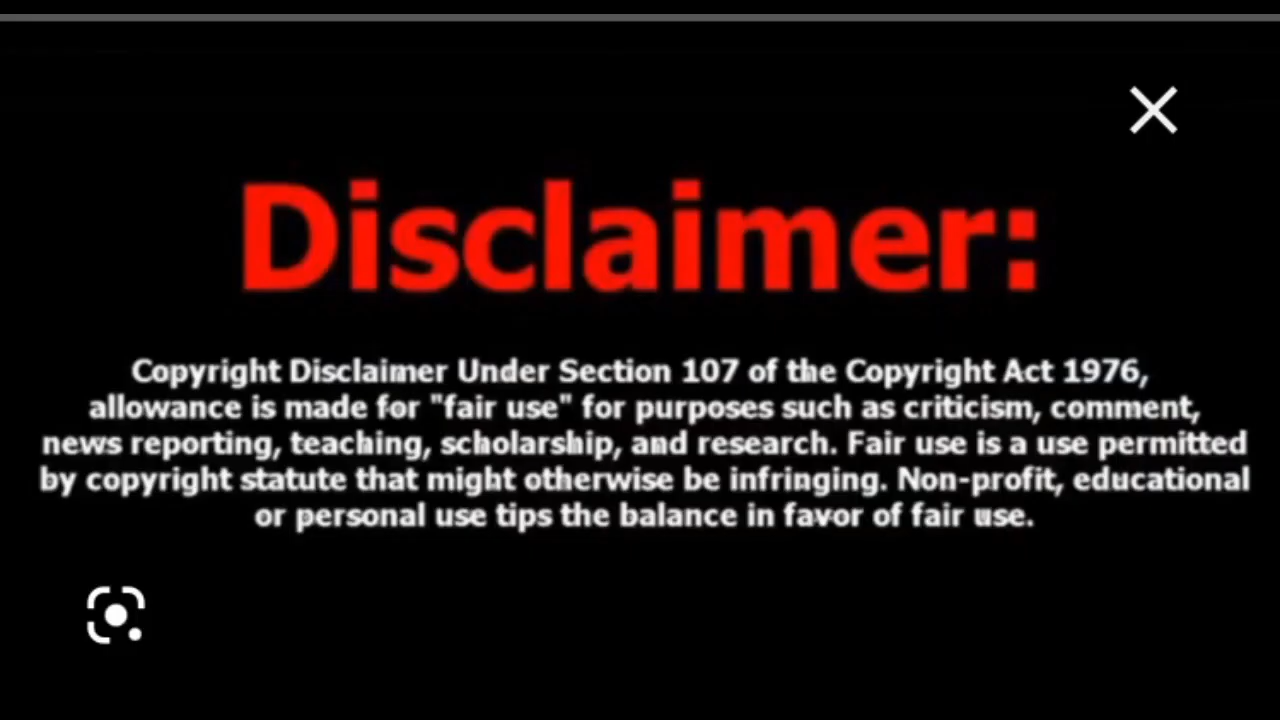 Disclaimer:
Copyright Disclaimer Under Section 107 of the Copyright Act 1976,
allowance is made for "fair use" for purposes such as criticism, comment,
news reporting, teaching, scholarship, and research. Fair use is a use permitted
by copyright statute that might otherwise be infringing. Non-profit, educational
or personal use tips the balance in favor of fair use.